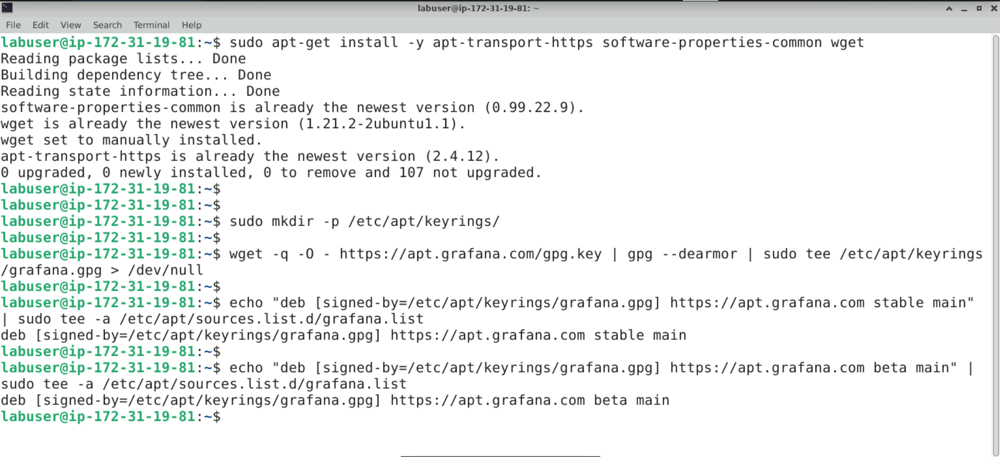 labuser@ip-172-31-19-81: ~
File Edit View Search Terminal Help
labuser@ip-172-31-19-81:~$ sudo apt-get install -y apt-transport-https software-properties-common wget
Reading package lists... Done
Building dependency tree... Done
Reading state information... Done
software-properties-common is already the newest version (0.99.22.9).
wget is already the newest version (1.21.2-2ubuntu1.1).
wget set to manually installed.
apt-transport-https is already the newest version (2.4.12).
0 upgraded, 0 newly installed, 0 to remove and 107 not upgraded.
labuser@ip-172-31-19-81:~$
labuser@ip-172-31-19-81:~$
labuser@ip-172-31-19-81:~$ sudo mkdir -p /etc/apt/keyrings/
labuser@ip-172-31-19-81:~$
labuser@ip-172-31-19-81:~$ wget -q -O - https://apt.grafana.com/gpg.key | gpg --dearmor | sudo tee /etc/apt/keyrings
/grafana.gpg > /dev/null
labuser@ip-172-31-19-81:~$
labuser@ip-172-31-19-81:~$ echo "deb [signed-by=/etc/apt/keyrings/grafana.gpg] https://apt.grafana.com stable main"
| sudo tee -a /etc/apt/sources.list.d/grafana.list
deb [signed-by=/etc/apt/keyrings/grafana.gpg] https://apt.grafana.com stable main
labuser@ip-172-31-19-81:~$
labuser@ip-172-31-19-81:~$ echo "deb [signed-by=/etc/apt/keyrings/grafana.gpg] https://apt.grafana.com beta main" |
sudo tee -a /etc/apt/sources.list.d/grafana.list
deb [signed-by=/etc/apt/keyrings/grafana.gpg] https://apt.grafana.com beta main
labuser@ip-172-31-19-81:~$